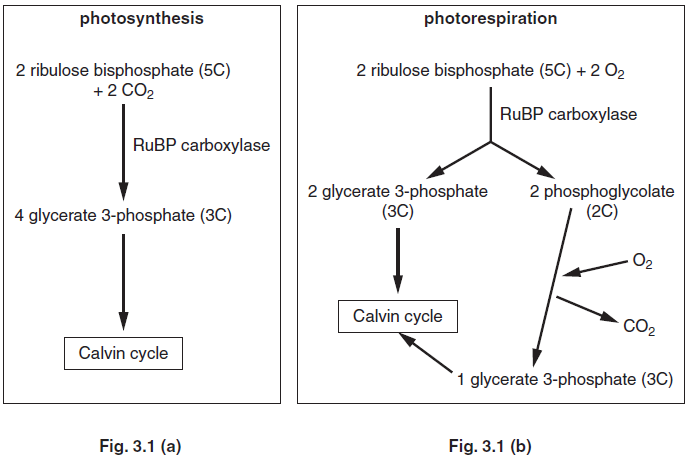 photosynthesis
2 ribulose bisphosphate (5C)
+ 2 CO₂
RuBP carboxylase
4 glycerate 3-phosphate (3C)
Calvin cycle
Fig. 3.1 (a)
photorespiration
2 ribulose bisphosphate (5C) + 2 O₂
RuBP carboxylase
2 glycerate 3-phosphate
(3C)
2 phosphoglycolate
(2C)
O₂
Calvin cycle
CO₂
1 glycerate 3-phosphate (3C)
Fig. 3.1 (b)